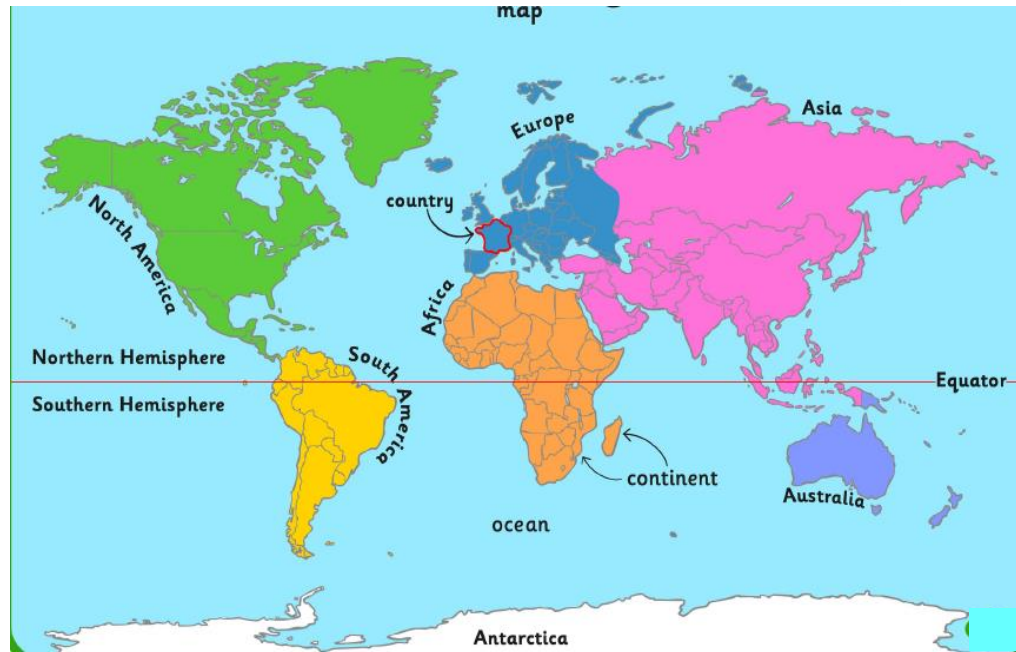 map
Asia
Europe
country
North America
Africa
Northern Hemisphere
South America
Equator
Southern Hemisphere
continent
Australia
ocean
Antarctica